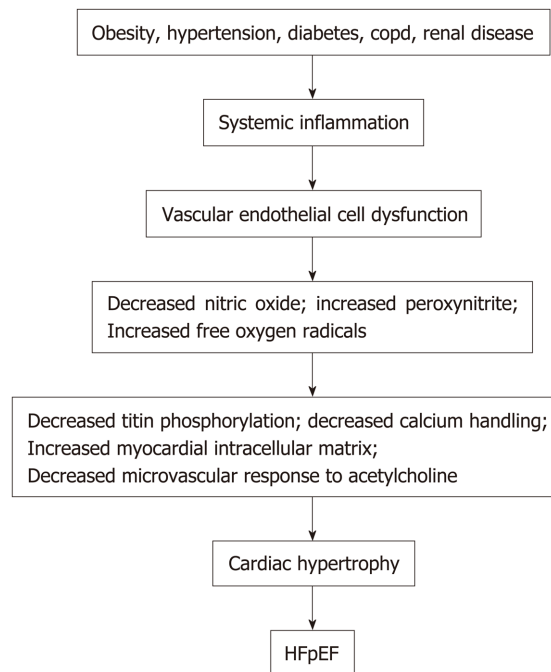 Obesity, hypertension, diabetes, copd, renal disease
Systemic inflammation
Vascular endothelial cell dysfunction
Decreased nitric oxide; increased peroxynitrite;
Increased free oxygen radicals
Decreased titin phosphorylation; decreased calcium handling;
Increased myocardial intracellular matrix;
Decreased microvascular response to acetylcholine
Cardiac hypertrophy
HFpEF